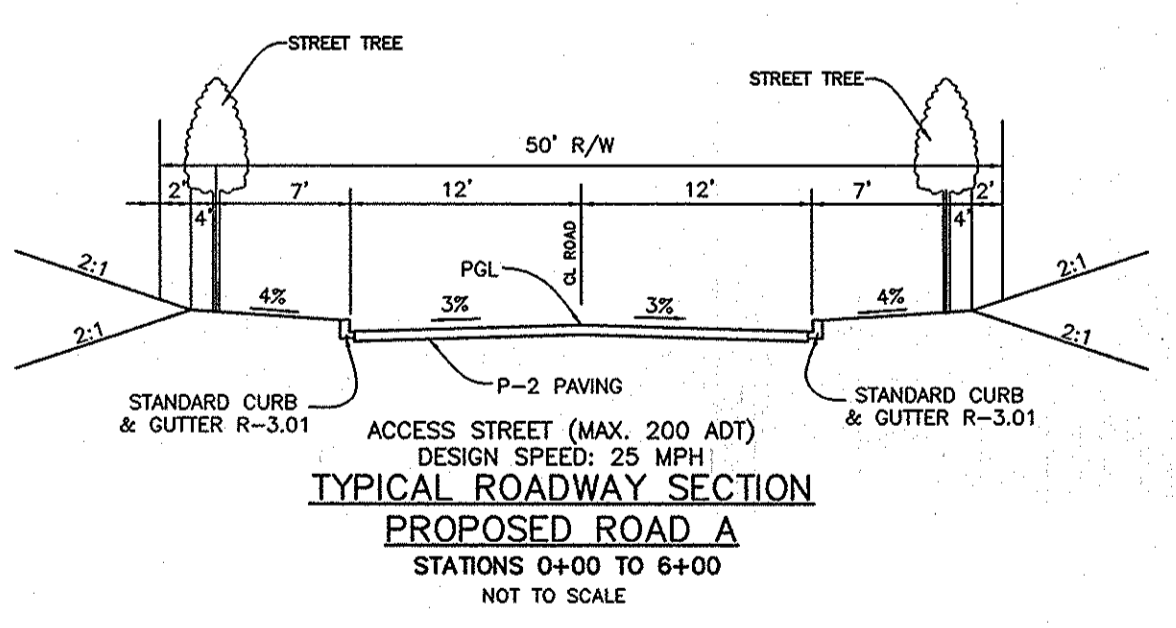 STREET TREE
STREET TREE
50' R/W
2' 7' 12' 12' 7' 2'
4' 4'
CL ROAD
2:1 PGL 2:1
4% 3% 3% 4%
2:1 2:1
P-2 PAVING
STANDARD CURB
& GUTTER R-3.01
STANDARD CURB
& GUTTER R-3.01
ACCESS STREET (MAX. 200 ADT)
DESIGN SPEED: 25 MPH
TYPICAL ROADWAY SECTION
PROPOSED ROAD A
STATIONS 0+00 TO 6+00
NOT TO SCALE